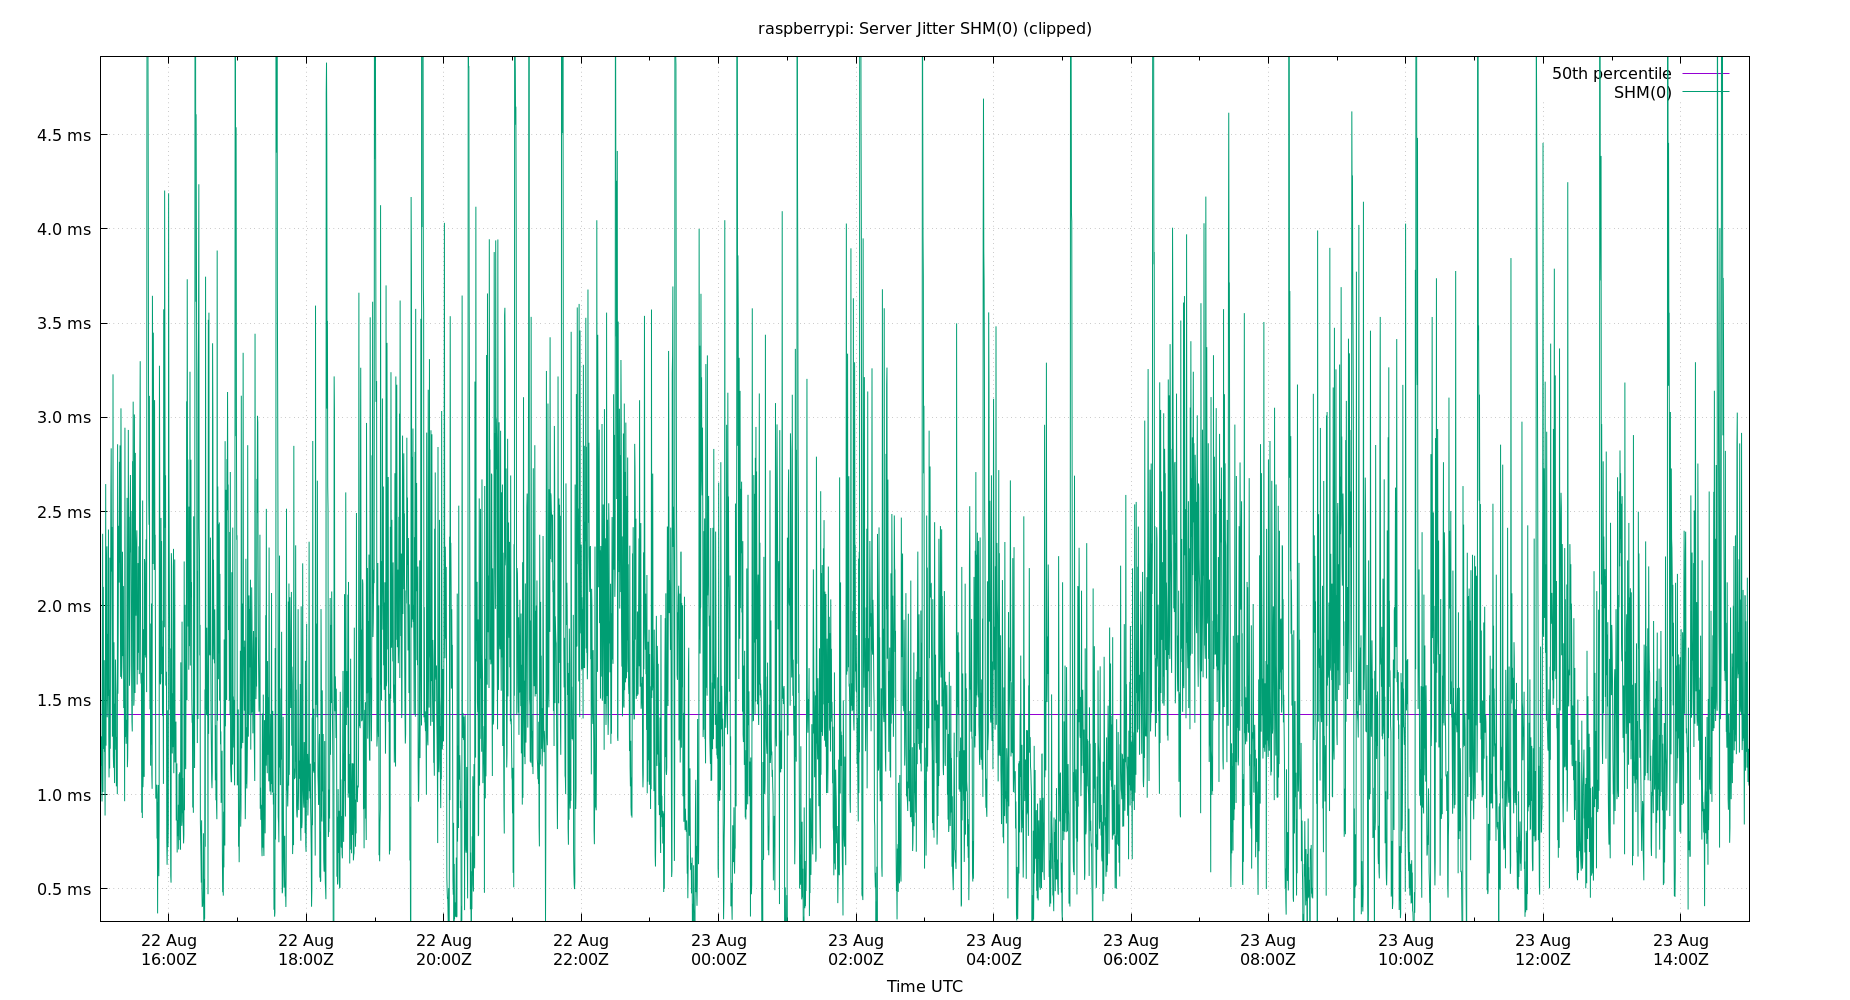 raspberrypi: Server Jitter SHM(0) (clipped)
50th percentile
SHM(0)
4.5 ms
4.0 ms
3.5 ms
3.0 ms
2.5 ms
2.0 ms
1.5 ms
1.0 ms
0.5 ms
22 Aug 22 Aug 22 Aug 22 Aug 23 Aug 23 Aug 23 Aug 23 Aug 23 Aug 23 Aug 23 Aug 23 Aug
16:00Z 18:00Z 20:00Z 22:00Z 00:00Z 02:00Z 04:00Z 06:00Z 08:00Z 10:00Z 12:00Z 14:00Z
Time UTC